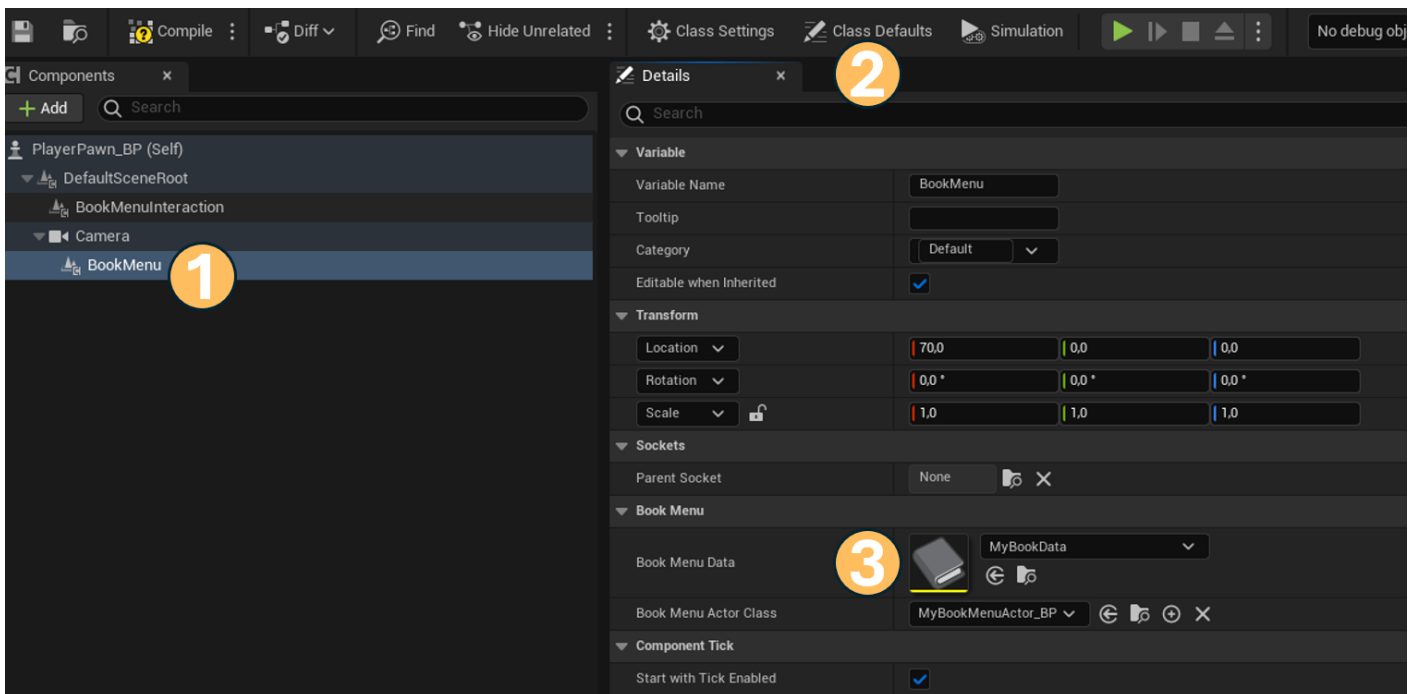 Compile Diff Find Hide Unrelated Class Settings Class Defaults Simulation No debug obj
Components
Add Search
PlayerPawn_BP (Self)
DefaultSceneRoot
BookMenuInteraction
Camera
BookMenu
1
Details
2
Search
Variable
Variable Name BookMenu
Tooltip
Category Default
Editable when Inherited
Transform
Location 70,0 0,0 0,0
Rotation 0,0 ° 0,0 ° 0,0 °
Scale 1,0 1,0 1,0
Sockets
Parent Socket None
Book Menu
Book Menu Data 3 MyBookData
Book Menu Actor Class MyBookMenuActor_BP
Component Tick
Start with Tick Enabled